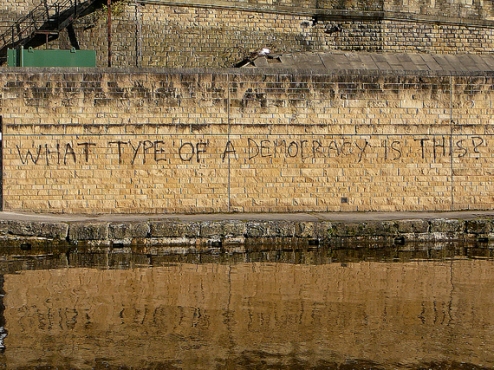 WHAT TYPE OF A DEMOCRACY IS THIS?